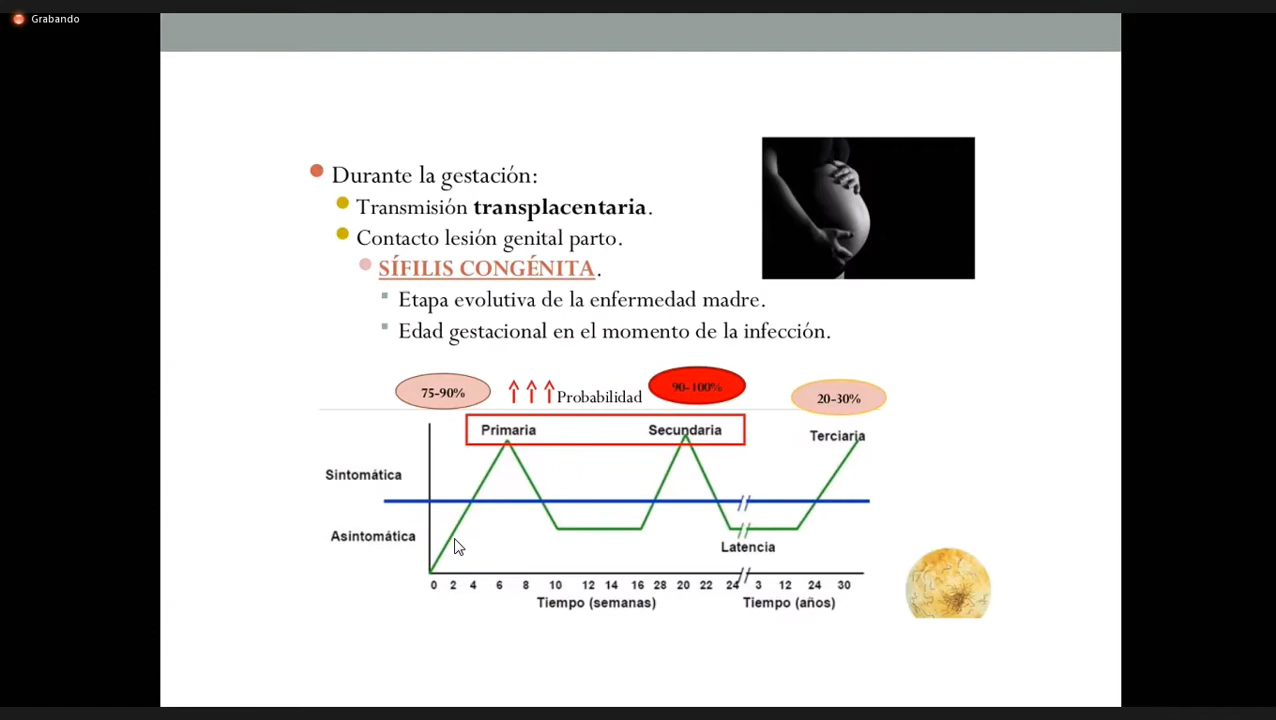 Grabando
Durante la gestación:
Transmisión transplacentaria.
Contacto lesión genital parto.
SÍFILIS CONGÉNITA.
Etapa evolutiva de la enfermedad madre.
Edad gestacional en el momento de la infección.
75-90%
Probabilidad
90-100%
20-30%
Primaria
Secundaria
Terciaria
Sintomática
Asintomática
Latencia
0 2 4 6 8 10 12 14 16 28 20 22 24 3 12 24 30
Tiempo (semanas)
Tiempo (años)